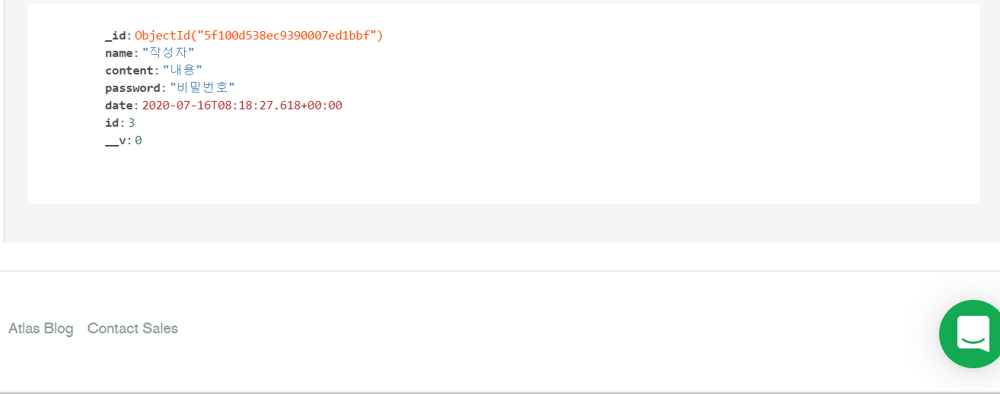 _id: ObjectId("5f100d538ec9390007ed1bbf")
name: "작성자"
content: "내용"
password: "비밀번호"
date: 2020-07-16T08:18:27.618+00:00
id: 3
__v: 0
Atlas Blog Contact Sales